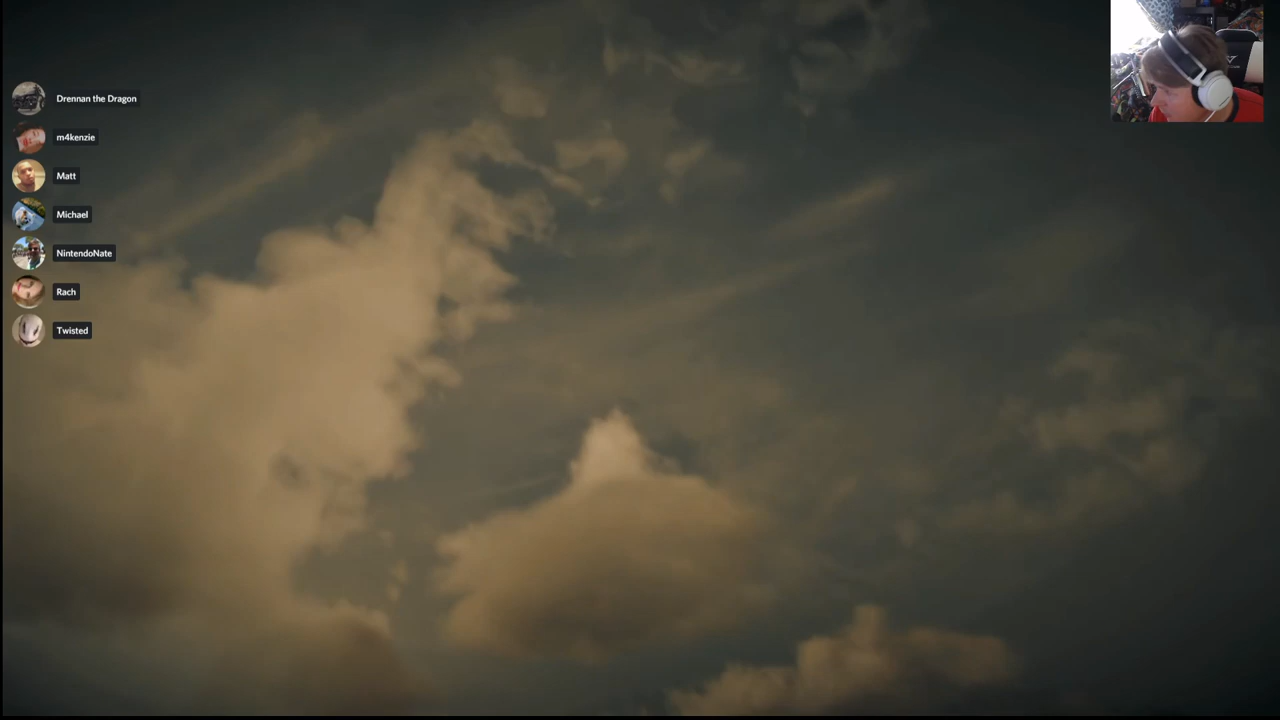 Drennan the Dragon
m4kenzie
Matt
Michael
NintendoNate
Rach
Twisted